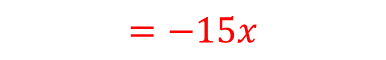 = −15𝑥